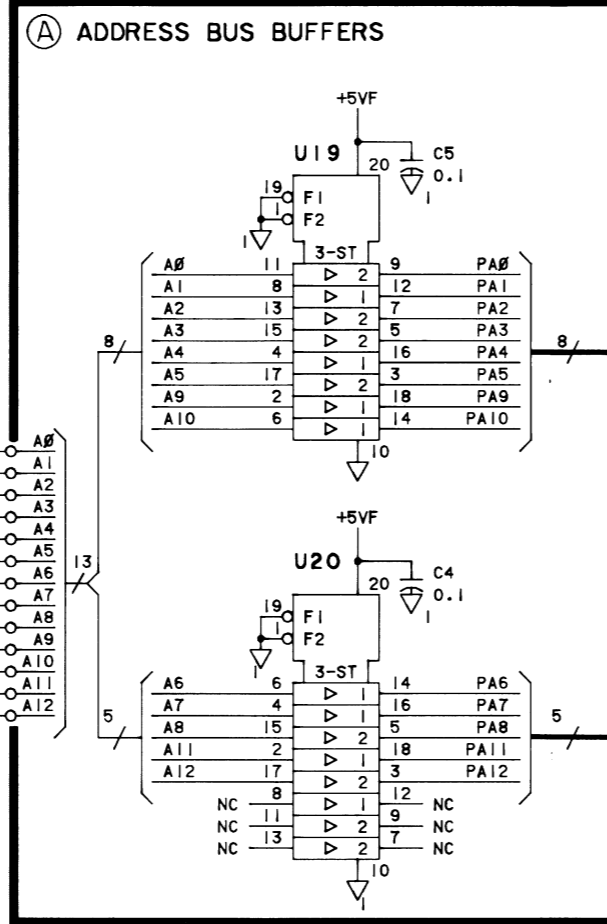 A ADDRESS BUS BUFFERS
+5VF
U19
20
C5
0.1
1
19 F1
1 F2
1
3-ST
AØ 11 2 9 PAØ
A1 8 1 12 PA1
A2 13 2 7 PA2
A3 15 2 5 PA3
8
A4 4 1 16 PA4
8
A5 17 2 3 PA5
A9 2 1 18 PA9
A10 6 1 14 PA10
10
1
AØ
A1
A2
A3
A4
A5
A6
A7
A8
A9
A10
A11
A12
13
+5VF
U20
20
C4
0.1
1
19 F1
1 F2
1
3-ST
A6 6 1 14 PA6
A7 4 1 16 PA7
5
A8 15 2 5 PA8
5
A11 2 1 18 PA11
A12 17 2 3 PA12
NC 8 1 12 NC
NC 11 2 9 NC
NC 13 2 7 NC
10
1